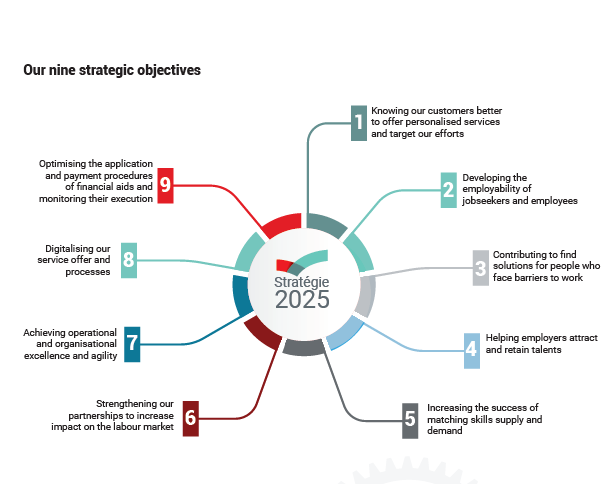 Our nine strategic objectives
1
Knowing our customers better
to offer personalised services
and target our efforts
2
Developing the
employability of
jobseekers and employees
3
Contributing to find
solutions for people who
face barriers to work
4
Helping employers attract
and retain talents
5
Increasing the success of
matching skills supply and
demand
6
Strengthening our
partnerships to increase
impact on the labour market
7
Achieving operational
and organisational
excellence and agility
8
Digitalising our
service offer and
processes
9
Optimising the application
and payment procedures
of financial aids and
monitoring their execution
Stratégie
2025